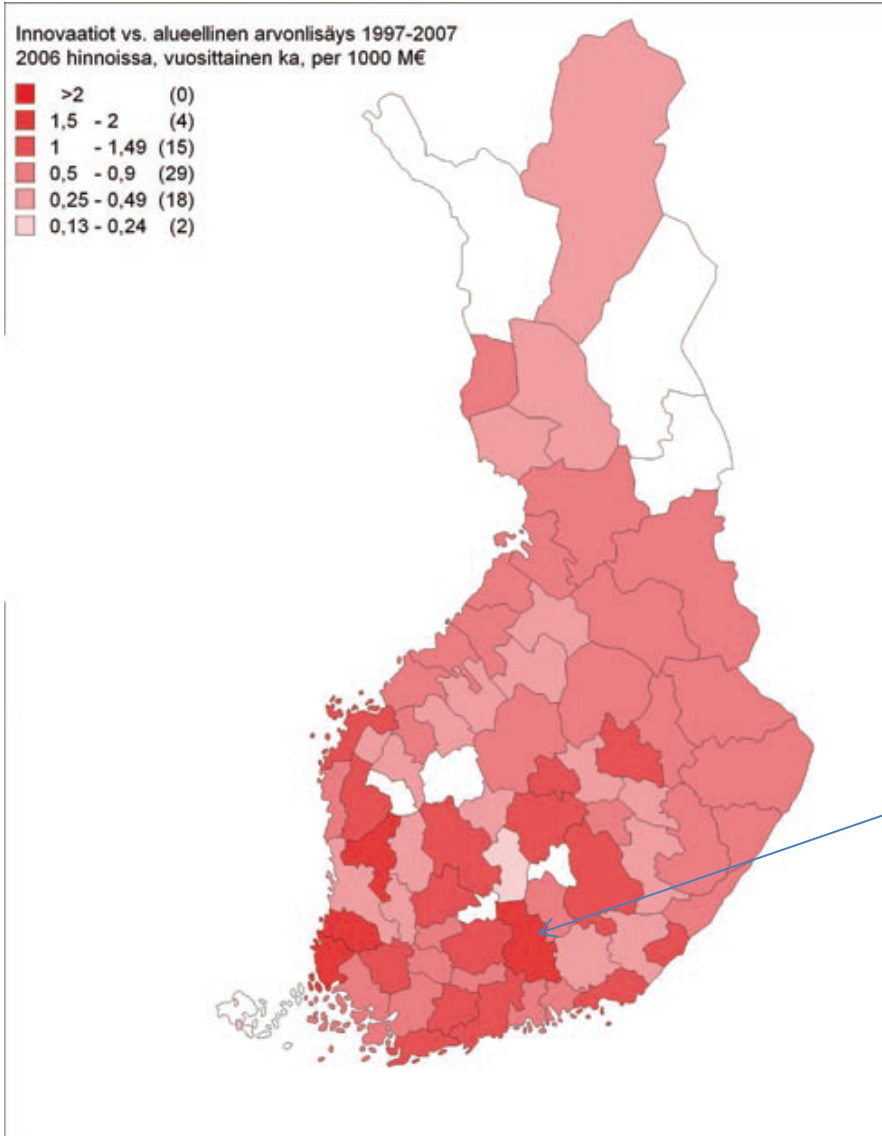 Innovaatiot vs. alueellinen arvonlisäys 1997-2007
2006 hinnoissa, vuosittainen ka, per 1000 M€
>2 (0)
1,5 - 2 (4)
1 - 1,49 (15)
0,5 - 0,9 (29)
0,25 - 0,49 (18)
0,13 - 0,24 (2)